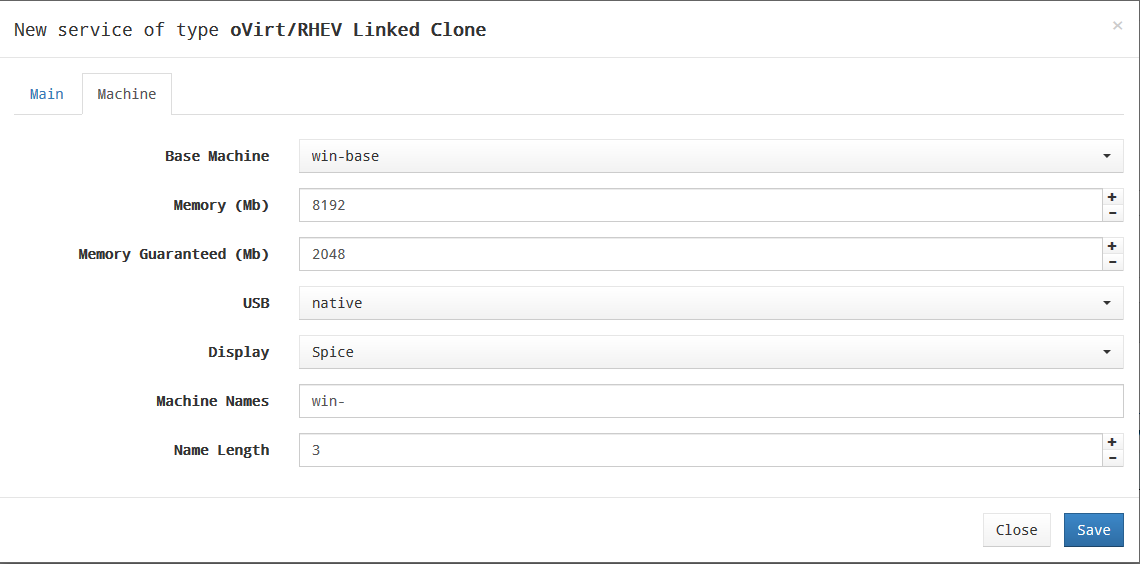 New service of type oVirt/RHEV Linked Clone ×
Main Machine
Base Machine win-base
Memory (Mb) 8192 + −
Memory Guaranteed (Mb) 2048 + −
USB native
Display Spice
Machine Names win-
Name Length 3 + −
Close Save